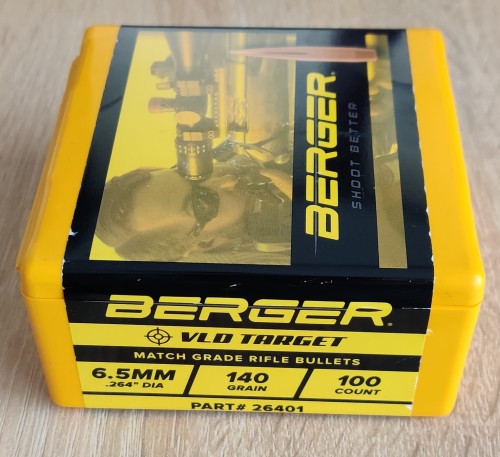 BERGER®
SHOOT BETTER
BERGER®
VLD TARGET
MATCH GRADE RIFLE BULLETS
6.5MM 140 100
.264" DIA GRAIN COUNT
PART# 26401